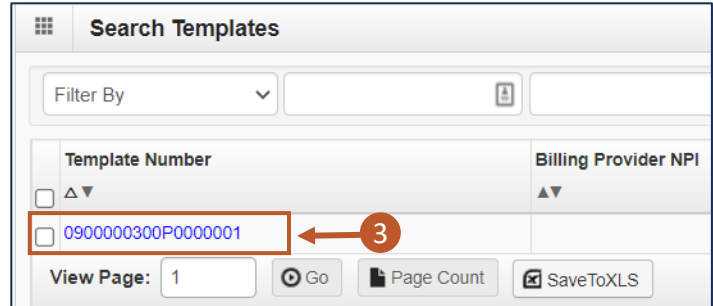 Search Templates
Filter By
Template Number Billing Provider NPI
0900000300P0000001 3
View Page: 1 Go Page Count SaveToXLS